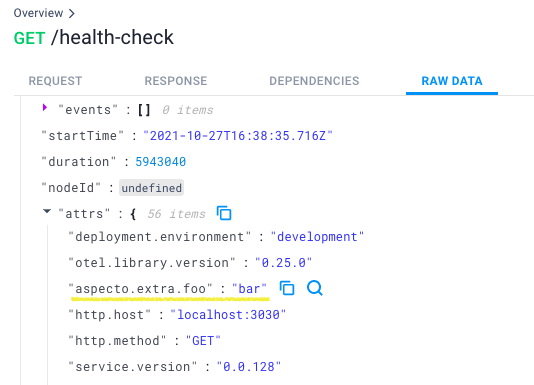 Overview >
GET /health-check
REQUEST RESPONSE DEPENDENCIES RAW DATA
"events" : [] 0 items
"startTime" : "2021-10-27T16:38:35.716Z"
"duration" : 5943040
"nodeId" : undefined
"attrs" : { 56 items
"deployment.environment" : "development"
"otel.library.version" : "0.25.0"
"aspecto.extra.foo" : "bar"
"http.host" : "localhost:3030"
"http.method" : "GET"
"service.version" : "0.0.128"